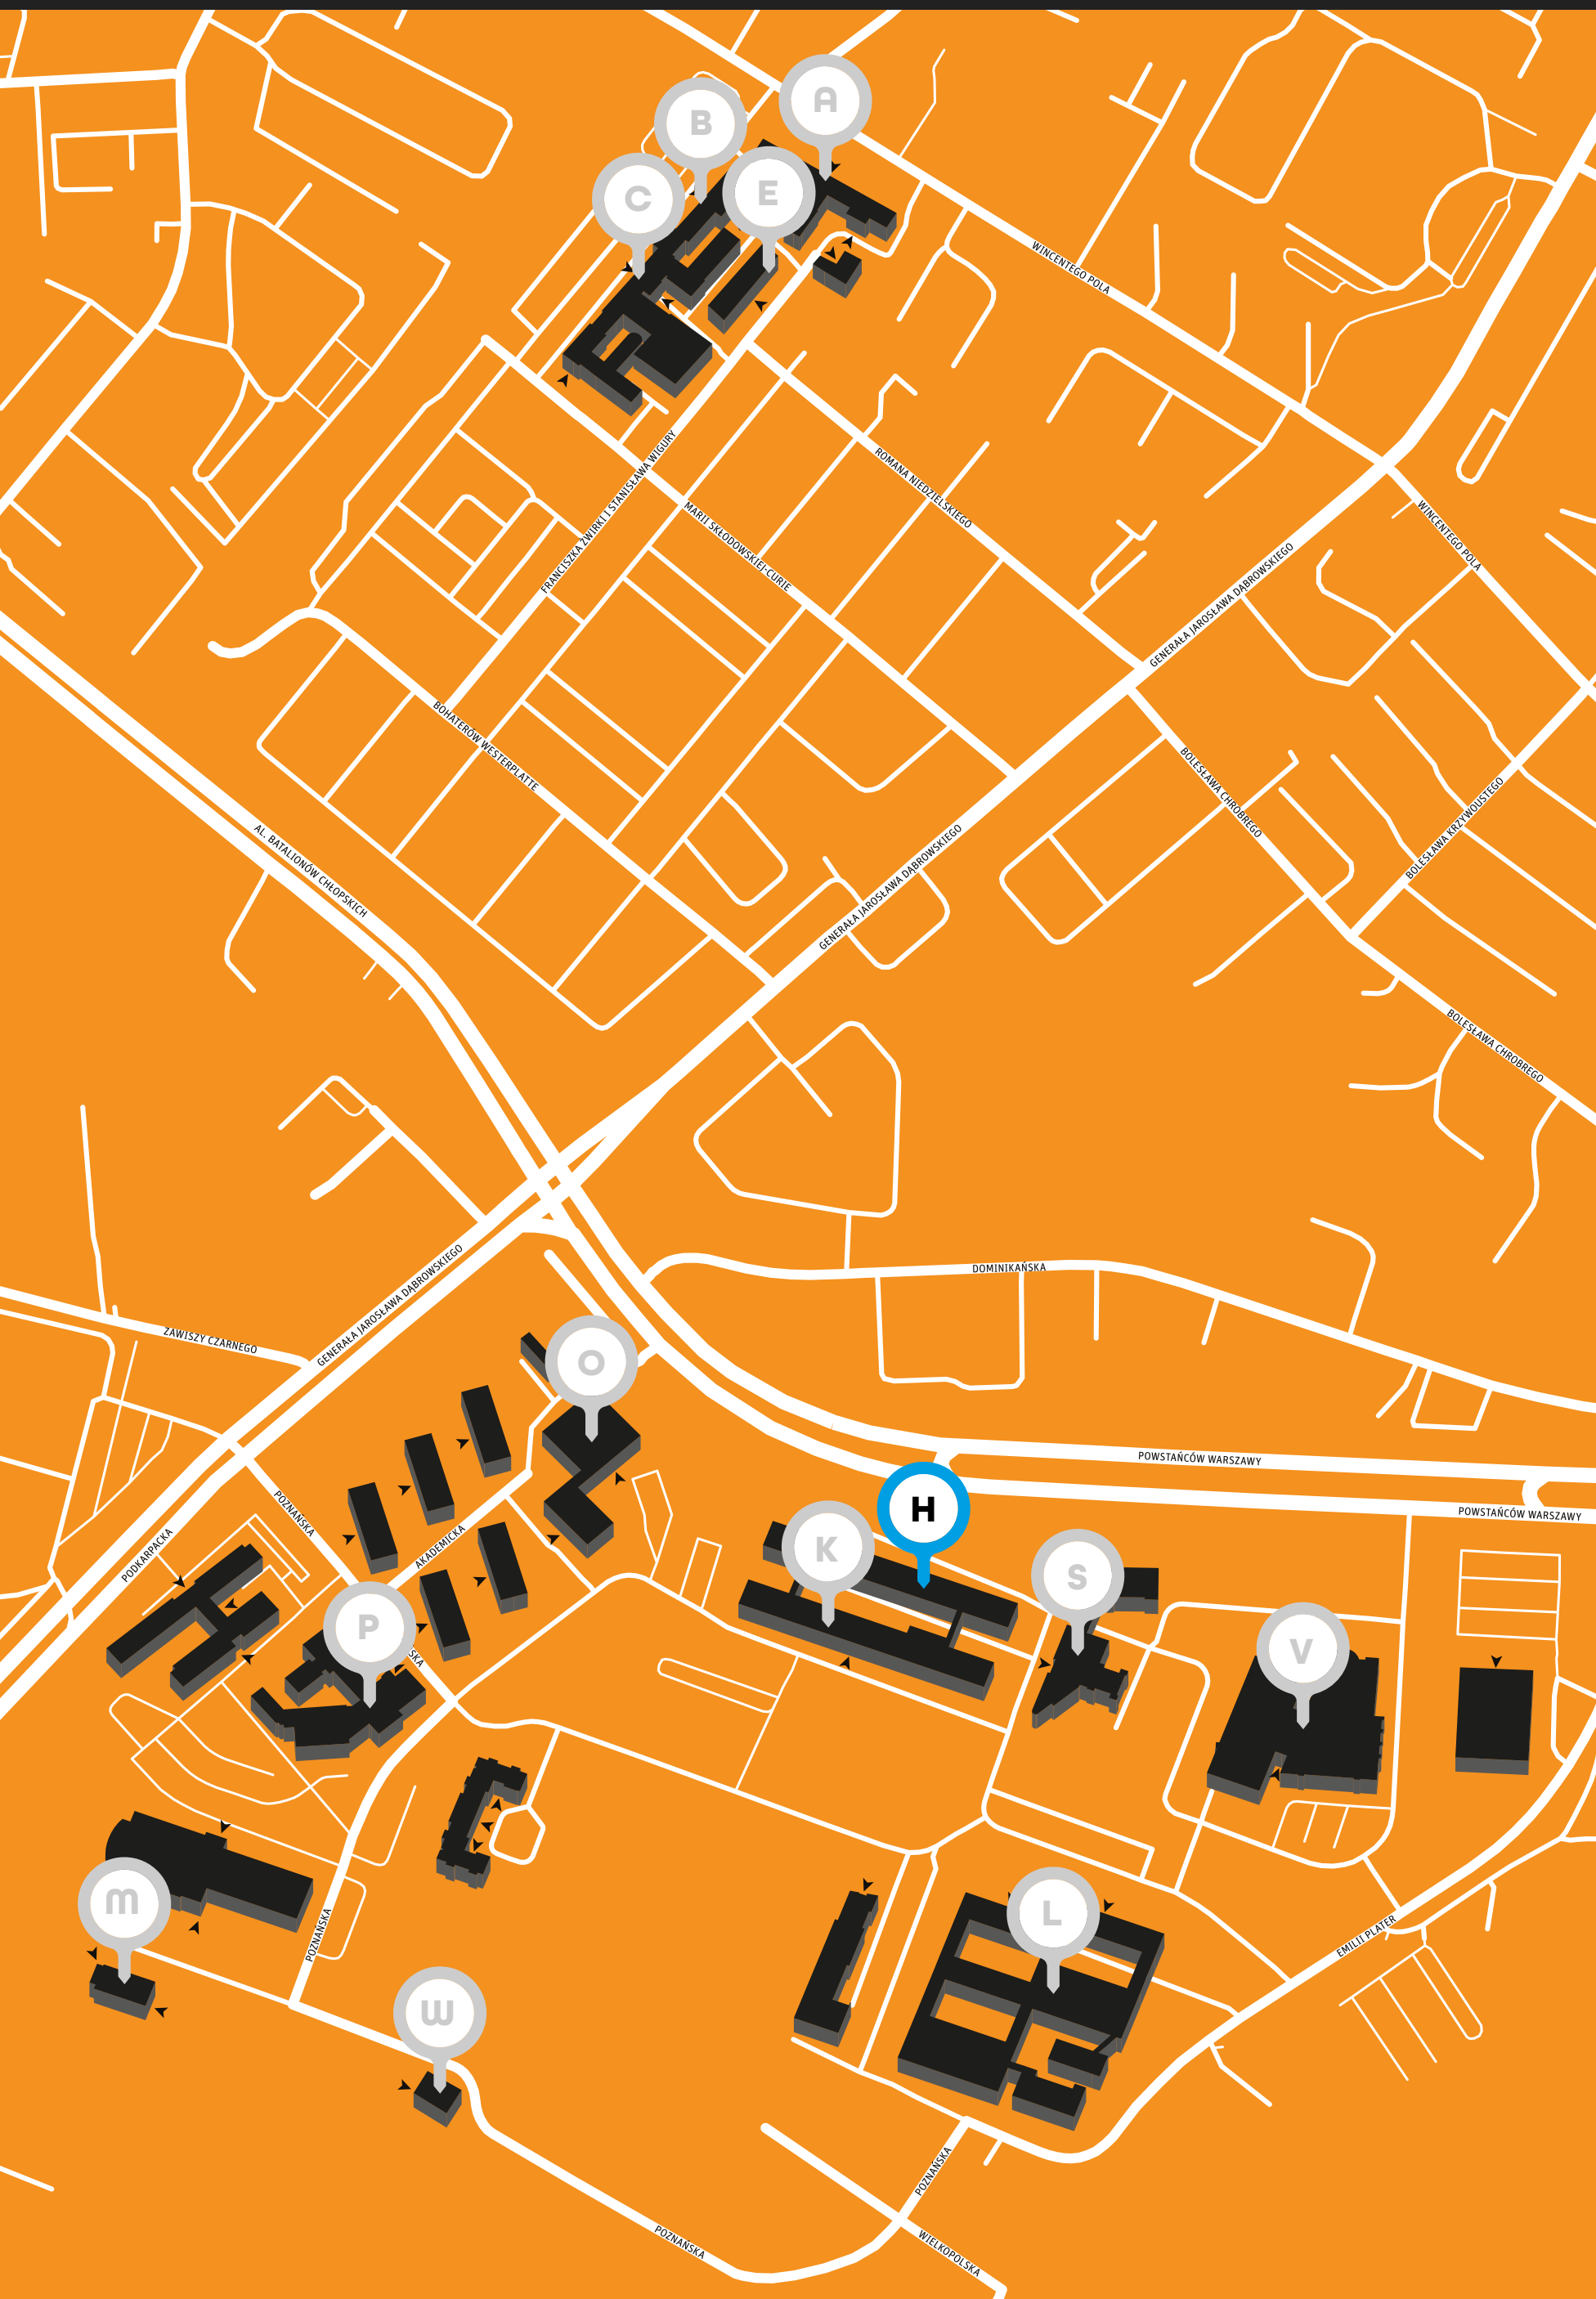 A
B
E
C
WINCENTEGO POLA
FRANCISZKA ŻWIRKI I STANISŁAWA WIGURY
ROMANA NIEDZIELSKIEGO
MARII SKŁODOWSKIEJ-CURIE
WINCENTEGO POLA
GENERAŁA JAROSŁAWA DĄBROWSKIEGO
BOHATERÓW WESTERPLATTE
BOLESŁAWA CHROBREGO
BOLESŁAWA KRZYWOUSTEGO
AL. BATALIONÓW CHŁOPSKICH
GENERAŁA JAROSŁAWA DĄBROWSKIEGO
BOLESŁAWA CHROBREGO
DOMINIKAŃSKA
GENERAŁA JAROSŁAWA DĄBROWSKIEGO
ZAWISZY CZARNEGO
O
POWSTAŃCÓW WARSZAWY
POWSTAŃCÓW WARSZAWY
H
POZNAŃSKA
AKADEMICKA
PODKARPACKA
K
S
P
SKA
V
M
L
POZNAŃSKA
EMILII PLATER
W
POZNAŃSKA
POZNAŃSKA
WIELKOPOLSKA